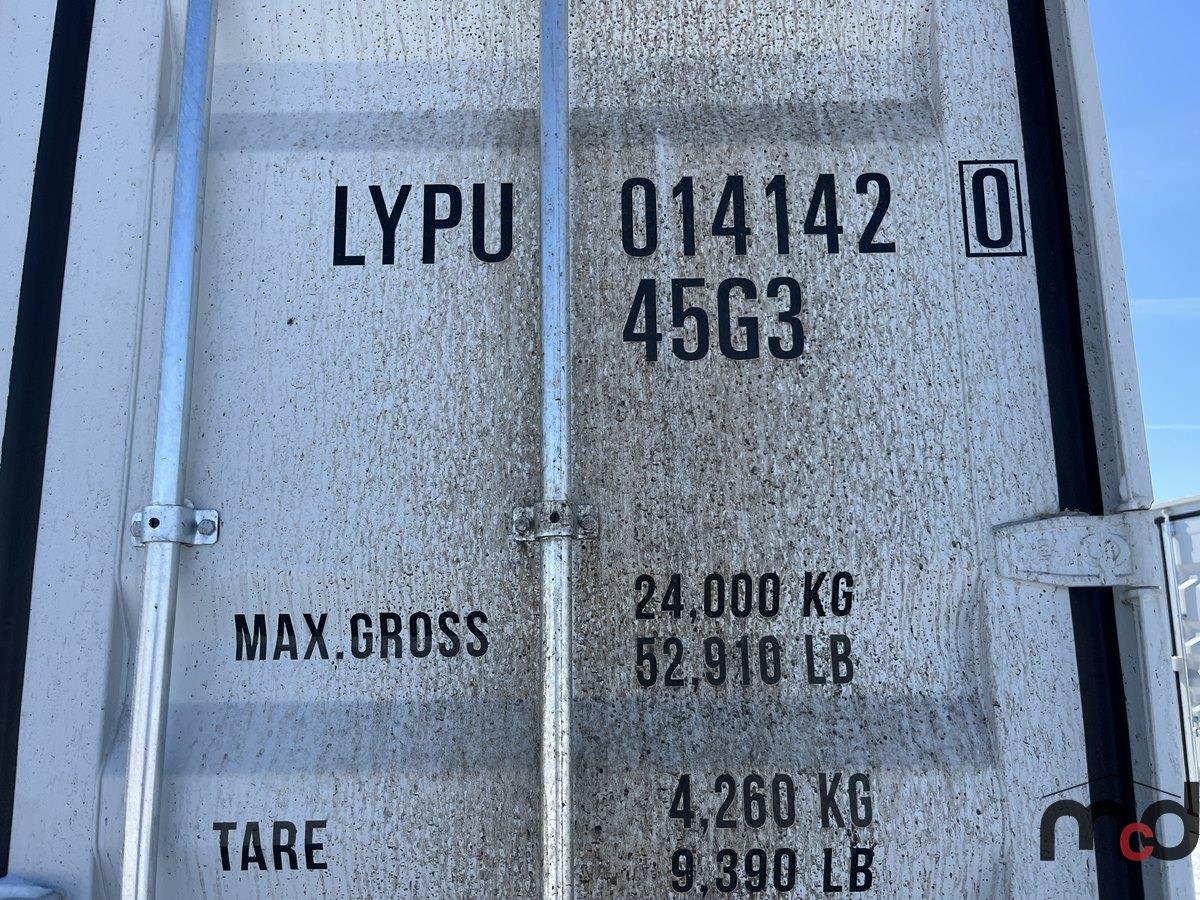 LYPU 014142 0
45G3
MAX.GROSS 24,000 KG
52,910 LB
TARE 4,260 KG
9,390 LB
mcd